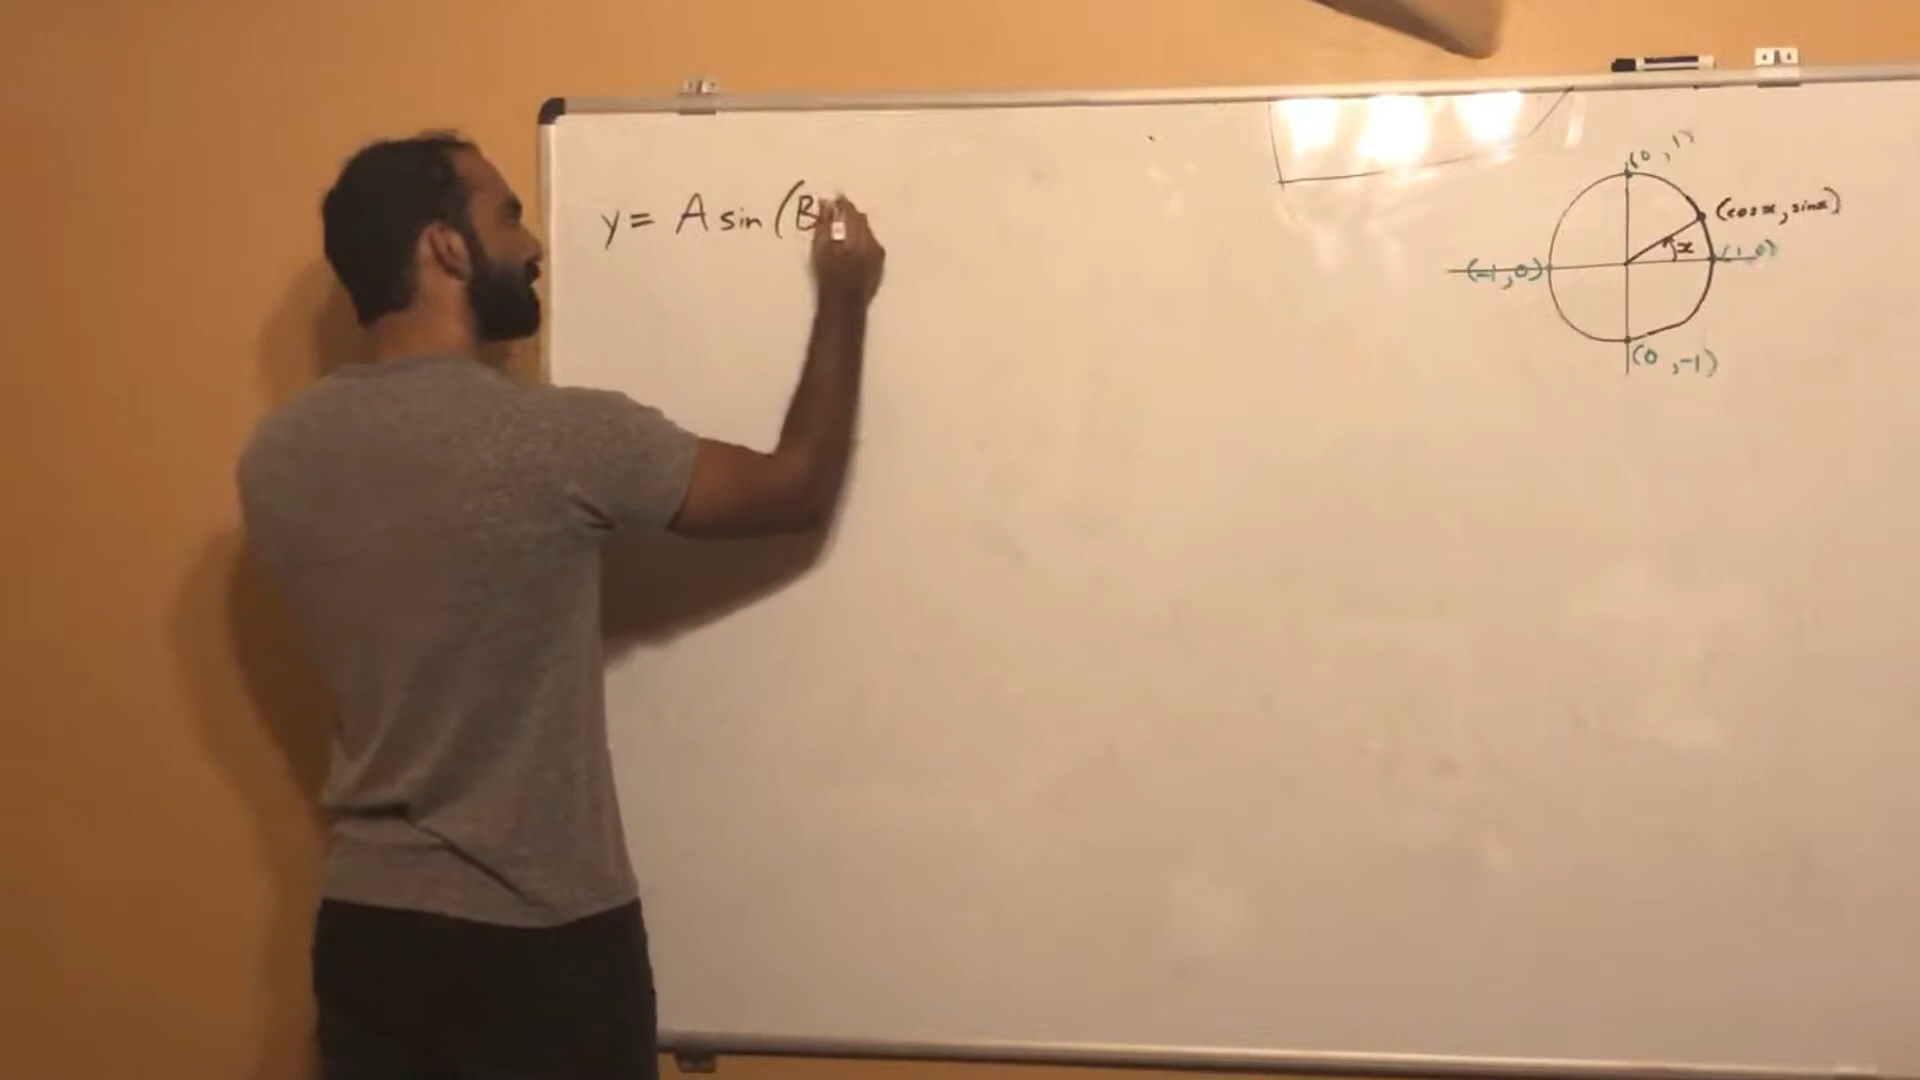 y = A sin (B
(0, 1)
(cos x, sin x)
x
(1, 0)
(-1, 0)
(0, -1)